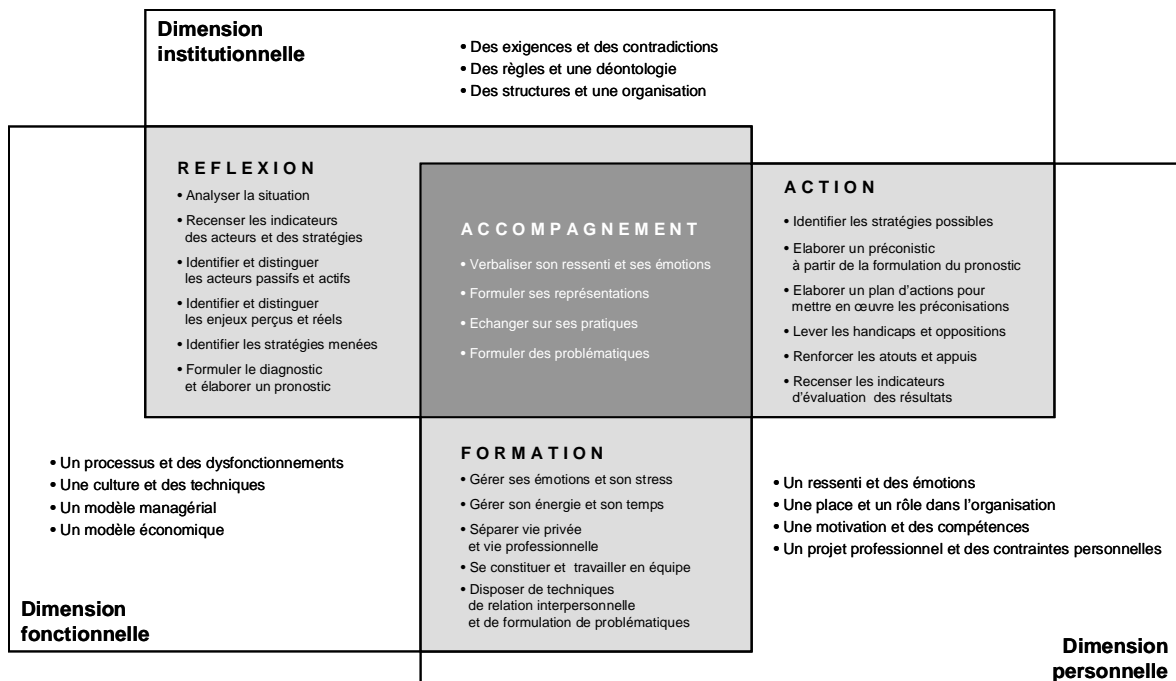 Dimension
institutionnelle
• Des exigences et des contradictions
• Des règles et une déontologie
• Des structures et une organisation
REFLEXION
• Analyser la situation
• Recenser les indicateurs
des acteurs et des stratégies
• Identifier et distinguer
les acteurs passifs et actifs
• Identifier et distinguer
les enjeux perçus et réels
• Identifier les stratégies menées
• Formuler le diagnostic
et élaborer un pronostic
ACCOMPAGNEMENT
• Verbaliser son ressenti et ses émotions
• Formuler ses représentations
• Echanger sur ses pratiques
• Formuler des problématiques
ACTION
• Identifier les stratégies possibles
• Elaborer un préconistic
à partir de la formulation du pronostic
• Elaborer un plan d'actions pour
mettre en œuvre les préconisations
• Lever les handicaps et oppositions
• Renforcer les atouts et appuis
• Recenser les indicateurs
d'évaluation des résultats
• Un processus et des dysfonctionnements
• Une culture et des techniques
• Un modèle managérial
• Un modèle économique
Dimension
fonctionnelle
FORMATION
• Gérer ses émotions et son stress
• Gérer son énergie et son temps
• Séparer vie privée
et vie professionnelle
• Se constituer et travailler en équipe
• Disposer de techniques
de relation interpersonnelle
et de formulation de problématiques
• Un ressenti et des émotions
• Une place et un rôle dans l'organisation
• Une motivation et des compétences
• Un projet professionnel et des contraintes personnelles
Dimension
personnelle